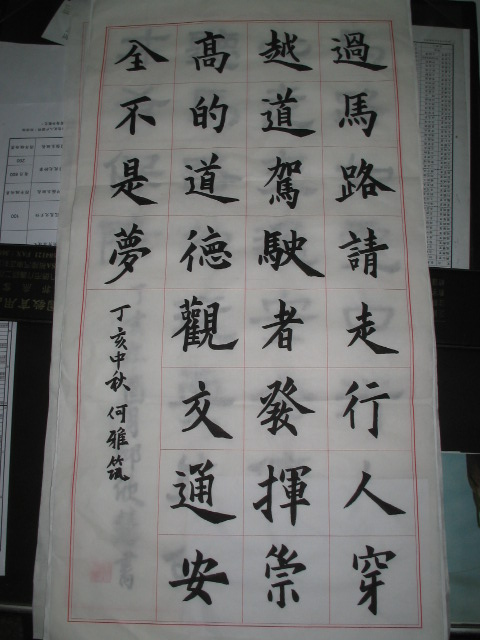 過馬路請走行人穿
越道駕駛者發揮崇
高的道德觀交通安
全不是夢
丁亥中秋 何雅筑